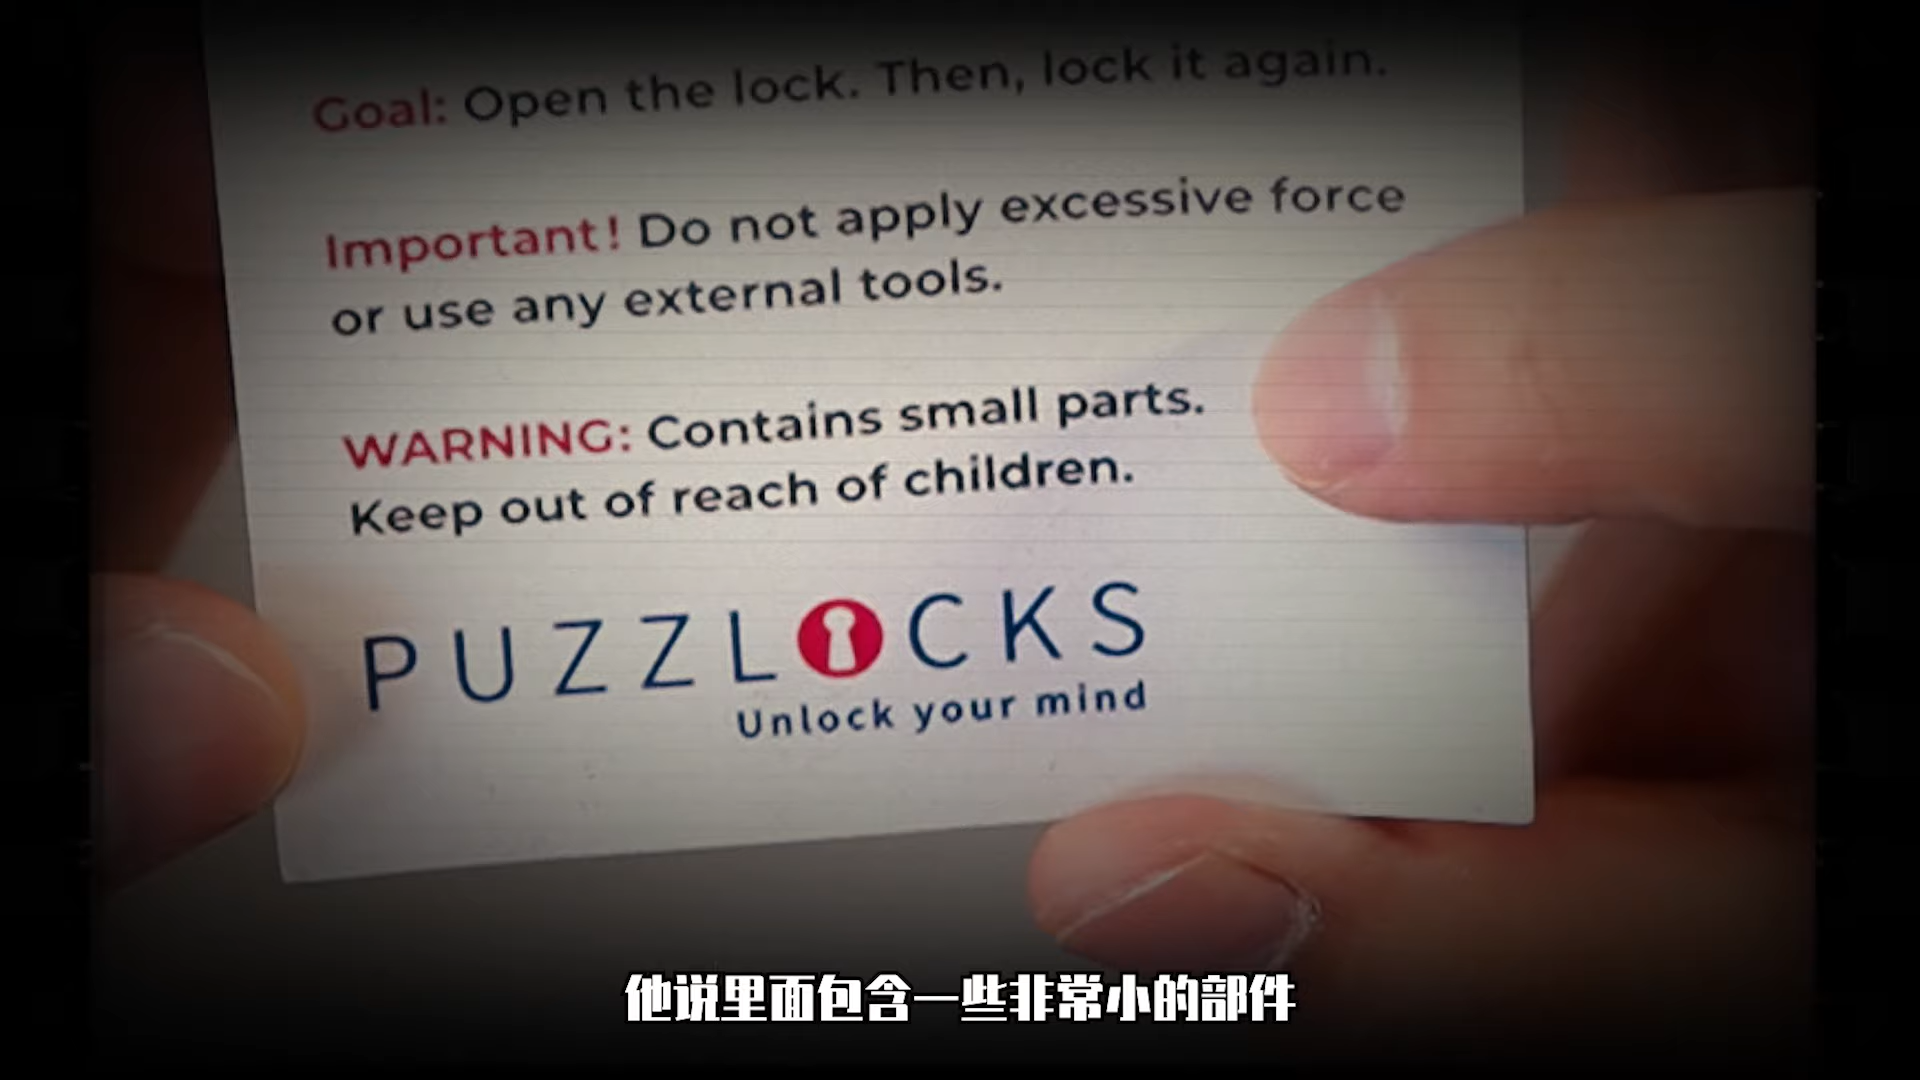 Goal: Open the lock. Then, lock it again.
Important! Do not apply excessive force
or use any external tools.
WARNING: Contains small parts.
Keep out of reach of children.
PUZZLOCKS
Unlock your mind
他说里面包含一些非常小的部件